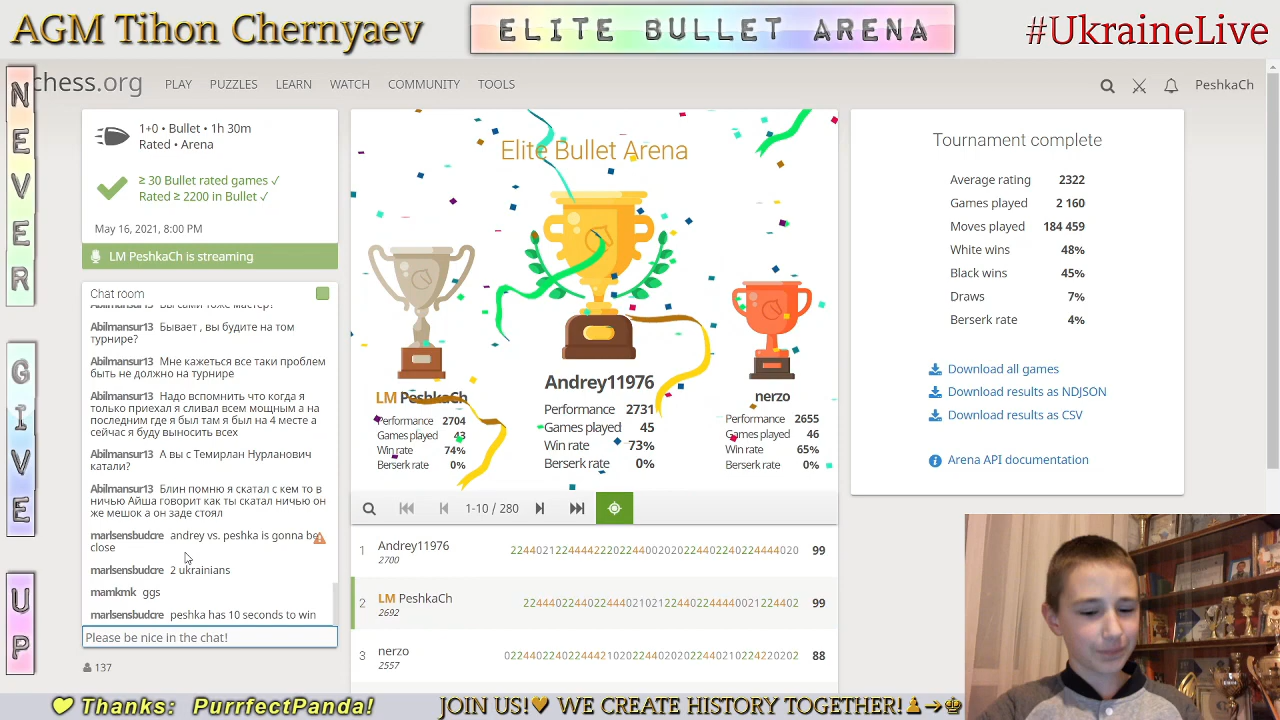 AGM Tihon Chernyaev
ELITE BULLET ARENA
#UkraineLive
NEVER
GIVE
UP
chess.org
PLAY PUZZLES LEARN WATCH COMMUNITY TOOLS
PeshkaCh
1+0 • Bullet • 1h 30m
Rated • Arena
≥ 30 Bullet rated games ✓
Rated ≥ 2200 in Bullet ✓
May 16, 2021, 8:00 PM
LM PeshkaCh is streaming
Chat room
Abilmansur13 Вы сами тоже мастер?
Abilmansur13 Бывает , вы будите на том
турнире?
Abilmansur13 Мне кажеться все таки проблем
быть не должно на турнире
Abilmansur13 Надо вспомнить что когда я
только приехал я сливал всем мощным а на
последним где я был там я был на 4 месте а
сейчас я буду выносить всех
Abilmansur13 А вы с Темирлан Нурланович
катали?
Abilmansur13 Блин помню я скатал с кем то в
ничью Айша говорит как ты скатал ничью он
же мешок а он заде стоял
marlsensbudcre andrey vs. peshka is gonna be
close
marlsensbudcre 2 ukrainians
mamkmk ggs
marlsensbudcre peshka has 10 seconds to win
Please be nice in the chat!
137
Elite Bullet Arena
LM PeshkaCh
Performance 2704
Games played 43
Win rate 74%
Berserk rate 0%
Andrey11976
Performance 2731
Games played 45
Win rate 73%
Berserk rate 0%
nerzo
Performance 2655
Games played 46
Win rate 65%
Berserk rate 0%
1-10 / 280
1 Andrey11976 22440212244442220224400202022440220224444020 99
2700
2 LM PeshkaCh 99
2692
3 nerzo 88
2557
Tournament complete
Average rating 2322
Games played 2 160
Moves played 184 459
White wins 48%
Black wins 45%
Draws 7%
Berserk rate 4%
Download all games
Download results as NDJSON
Download results as CSV
Arena API documentation
Thanks: PurrfectPanda!
JOIN US! WE CREATE HISTORY TOGETHER!